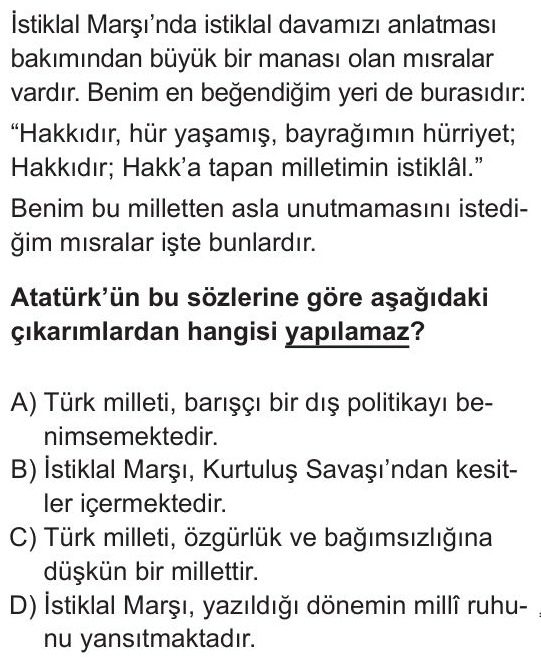 İstiklal Marşı’nda istiklal davamızı anlatması
bakımından büyük bir manası olan mısralar
vardır. Benim en beğendiğim yeri de burasıdır:
“Hakkıdır, hür yaşamış, bayrağımın hürriyet;
Hakkıdır; Hakk’a tapan milletimin istiklâl.”
Benim bu milletten asla unutmamasını istedi-
ğim mısralar işte bunlardır.
Atatürk’ün bu sözlerine göre aşağıdaki
çıkarımlardan hangisi yapılamaz?
A) Türk milleti, barışçı bir dış politikayı be-
nimsemektedir.
B) İstiklal Marşı, Kurtuluş Savaşı’ndan kesit-
ler içermektedir.
C) Türk milleti, özgürlük ve bağımsızlığına
düşkün bir millettir.
D) İstiklal Marşı, yazıldığı dönemin millî ruhu-
nu yansıtmaktadır.